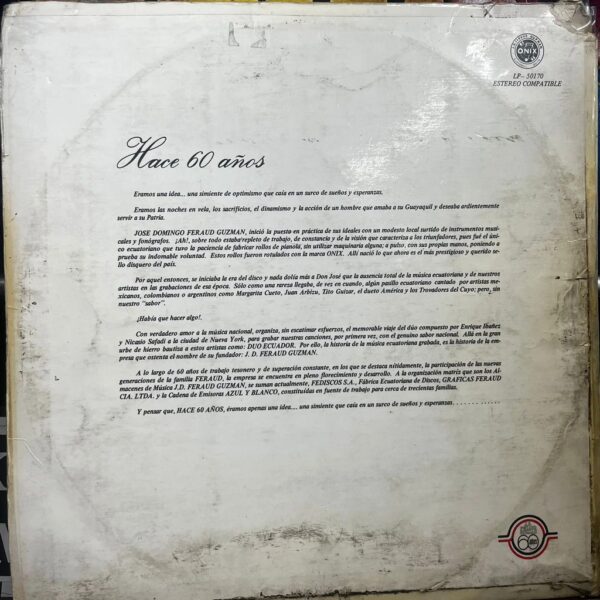 ONIX
LP- 50170
ESTEREO COMPATIBLE
Hace 60 años
Eramos una idea... una simiente de optimismo que caía en un surco de sueños y esperanzas.
Eramos las noches en vela, los sacrificios, el dinamismo y la acción de un hombre que amaba a su Guayaquil y deseaba ardientemente
servir a su Patria.
JOSE DOMINGO FERAUD GUZMAN, inició la puesta en práctica de sus ideales con un modesto local surtido de instrumentos musi-
cales y fonógrafos. ¡Ah!, sobre todo estaba repleto de trabajo, de constancia y de la visión que caracteriza a los triunfadores, pues fué el úni-
co ecuatoriano que tuvo la paciencia de fabricar rollos de pianola, sin utilizar maquinaria alguna; a pulso, con sus propias manos, poniendo a
prueba su indomable voluntad. Estos rollos fueron rotulados con la marca ONIX. Allí nació lo que ahora es el más prestigioso y querido se-
llo disquero del país.
Por aquel entonces, se iniciaba la era del disco y nada dolía más a Don José que la ausencia total de la música ecuatoriana y de nuestros
artistas en las grabaciones de esa época. Sólo como una rareza llegaba, de vez en cuando, algún pasillo ecuatoriano cantado por artistas me-
xicanos, colombianos o argentinos como Margarita Cueto, Juan Arbizu, Tito Guizar, el dueto América y los Trovadores del Cuyo; pero, sin
nuestro "sabor".
¡Había que hacer algo!.
Con verdadero amor a la música nacional, organiza, sin escatimar esfuerzos, el memorable viaje del dúo compuesto por Enrique Ibañez
y Nicasio Safadi a la ciudad de Nueva York, para grabar nuestras canciones, por primera vez, con el genuino sabor nacional. Allá en la gran
urbe de hierro bautiza a estos artistas como: DUO ECUADOR. Por ello, la historia de la música ecuatoriana grabada, es la historia de la em-
presa que ostenta el nombre de su fundador: J. D. FERAUD GUZMAN.
A lo largo de 60 años de trabajo tesonero y de superación constante, en los que se destaca nítidamente, la participación de las nuevas
generaciones de la familia FERAUD, la empresa se encuentra en pleno florecimiento y desarrollo. A la organización matriz que son los Al-
macenes de Música J.D. FERAUD GUZMAN, se suman actualmente, FEDISCOS S.A., Fábrica Ecuatoriana de Discos, GRAFICAS FERAUD
CIA. LTDA. y la Cadena de Emisoras AZUL Y BLANCO, constituídas en fuente de trabajo para cerca de trecientas familias.
Y pensar que, HACE 60 AÑOS, éramos apenas una idea.... una simiente que caía en un surco de sueños y esperanzas............
60